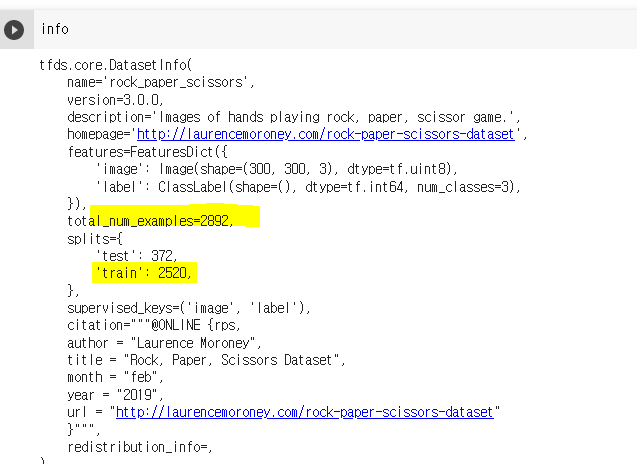 info
tfds.core.DatasetInfo(
name='rock_paper_scissors',
version=3.0.0,
description='Images of hands playing rock, paper, scissor game.',
homepage='http://laurencemoroney.com/rock-paper-scissors-dataset',
features=FeaturesDict({
'image': Image(shape=(300, 300, 3), dtype=tf.uint8),
'label': ClassLabel(shape=(), dtype=tf.int64, num_classes=3),
}),
total_num_examples=2892,
splits={
'test': 372,
'train': 2520,
},
supervised_keys=('image', 'label'),
citation="""@ONLINE {rps,
author = "Laurence Moroney",
title = "Rock, Paper, Scissors Dataset",
month = "feb",
year = "2019",
url = "http://laurencemoroney.com/rock-paper-scissors-dataset"
}""",
redistribution_info=,
)